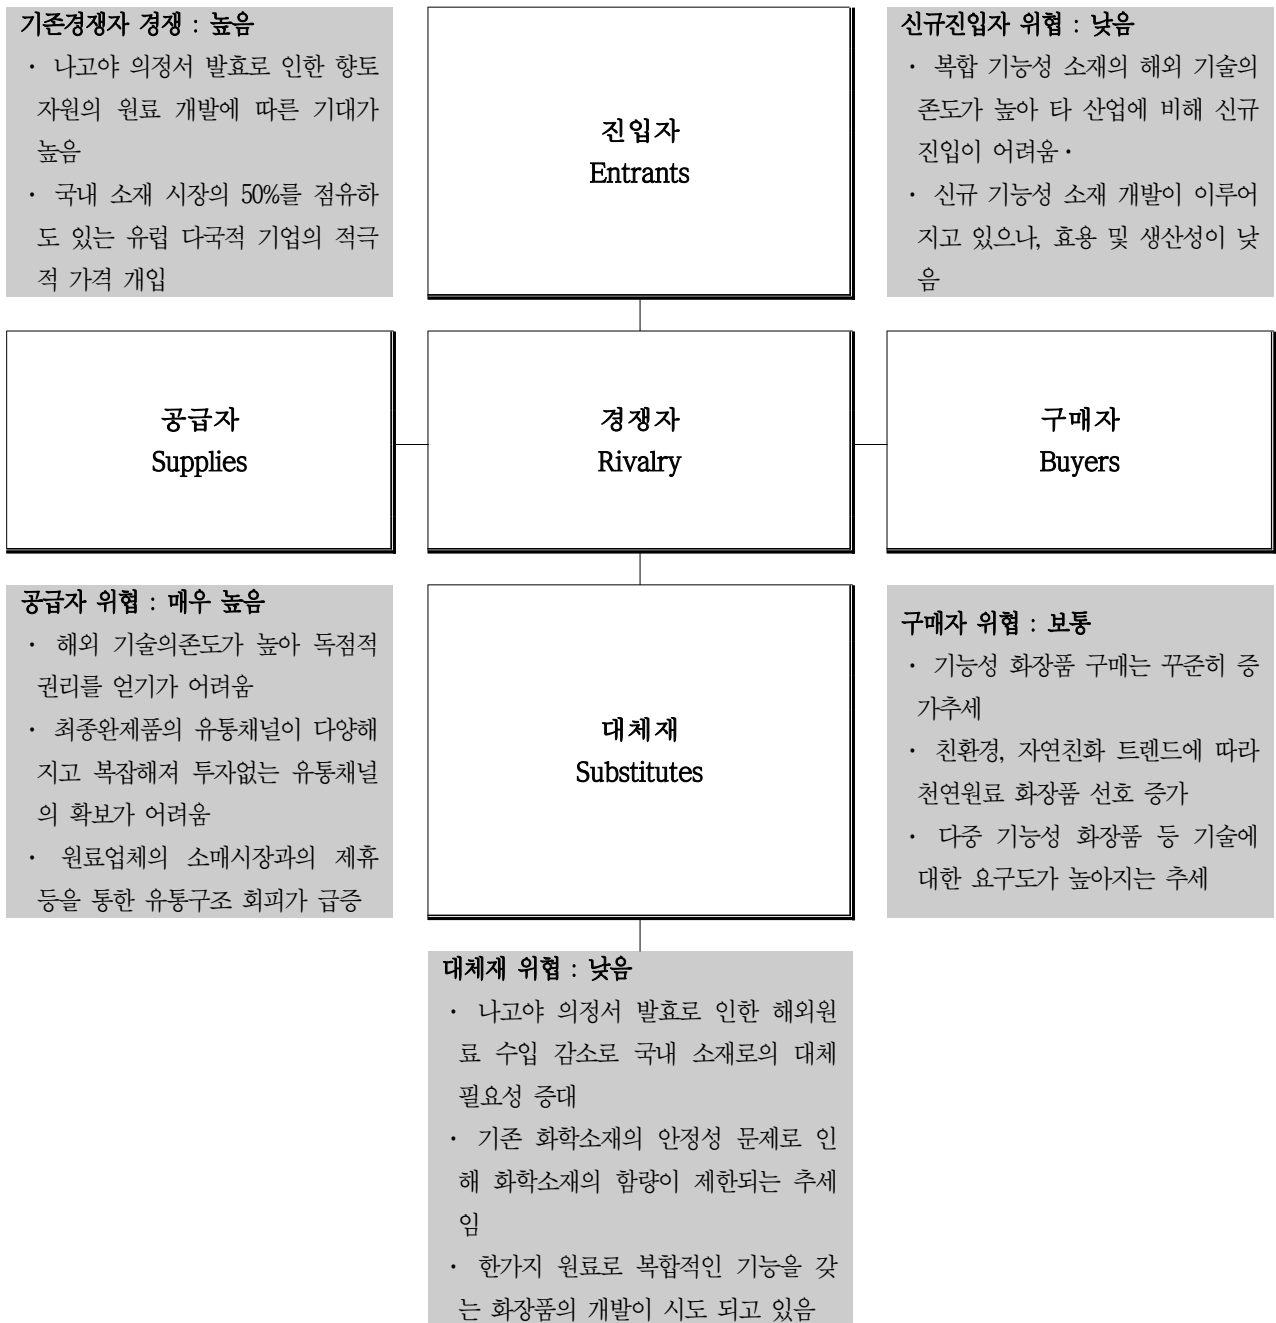 기존경쟁자 경쟁 : 높음
· 나고야 의정서 발효로 인한 향토
자원의 원료 개발에 따른 기대가
높음
· 국내 소재 시장의 50%를 점유하
도 있는 유럽 다국적 기업의 적극
적 가격 개입
진입자
Entrants
신규진입자 위협 : 낮음
· 복합 기능성 소재의 해외 기술의
존도가 높아 타 산업에 비해 신규
진입이 어려움·
· 신규 기능성 소재 개발이 이루어
지고 있으나, 효용 및 생산성이 낮
음
공급자
Supplies
경쟁자
Rivalry
구매자
Buyers
공급자 위협 : 매우 높음
· 해외 기술의존도가 높아 독점적
권리를 얻기가 어려움
· 최종완제품의 유통채널이 다양해
지고 복잡해져 투자없는 유통채널
의 확보가 어려움
· 원료업체의 소매시장과의 제휴
등을 통한 유통구조 회피가 급증
대체재
Substitutes
구매자 위협 : 보통
· 기능성 화장품 구매는 꾸준히 증
가추세
· 친환경, 자연친화 트렌드에 따라
천연원료 화장품 선호 증가
· 다중 기능성 화장품 등 기술에
대한 요구도가 높아지는 추세
대체재 위협 : 낮음
· 나고야 의정서 발효로 인한 해외원
료 수입 감소로 국내 소재로의 대체
필요성 증대
· 기존 화학소재의 안정성 문제로 인
해 화학소재의 함량이 제한되는 추세
임
· 한가지 원료로 복합적인 기능을 갖
는 화장품의 개발이 시도 되고 있음